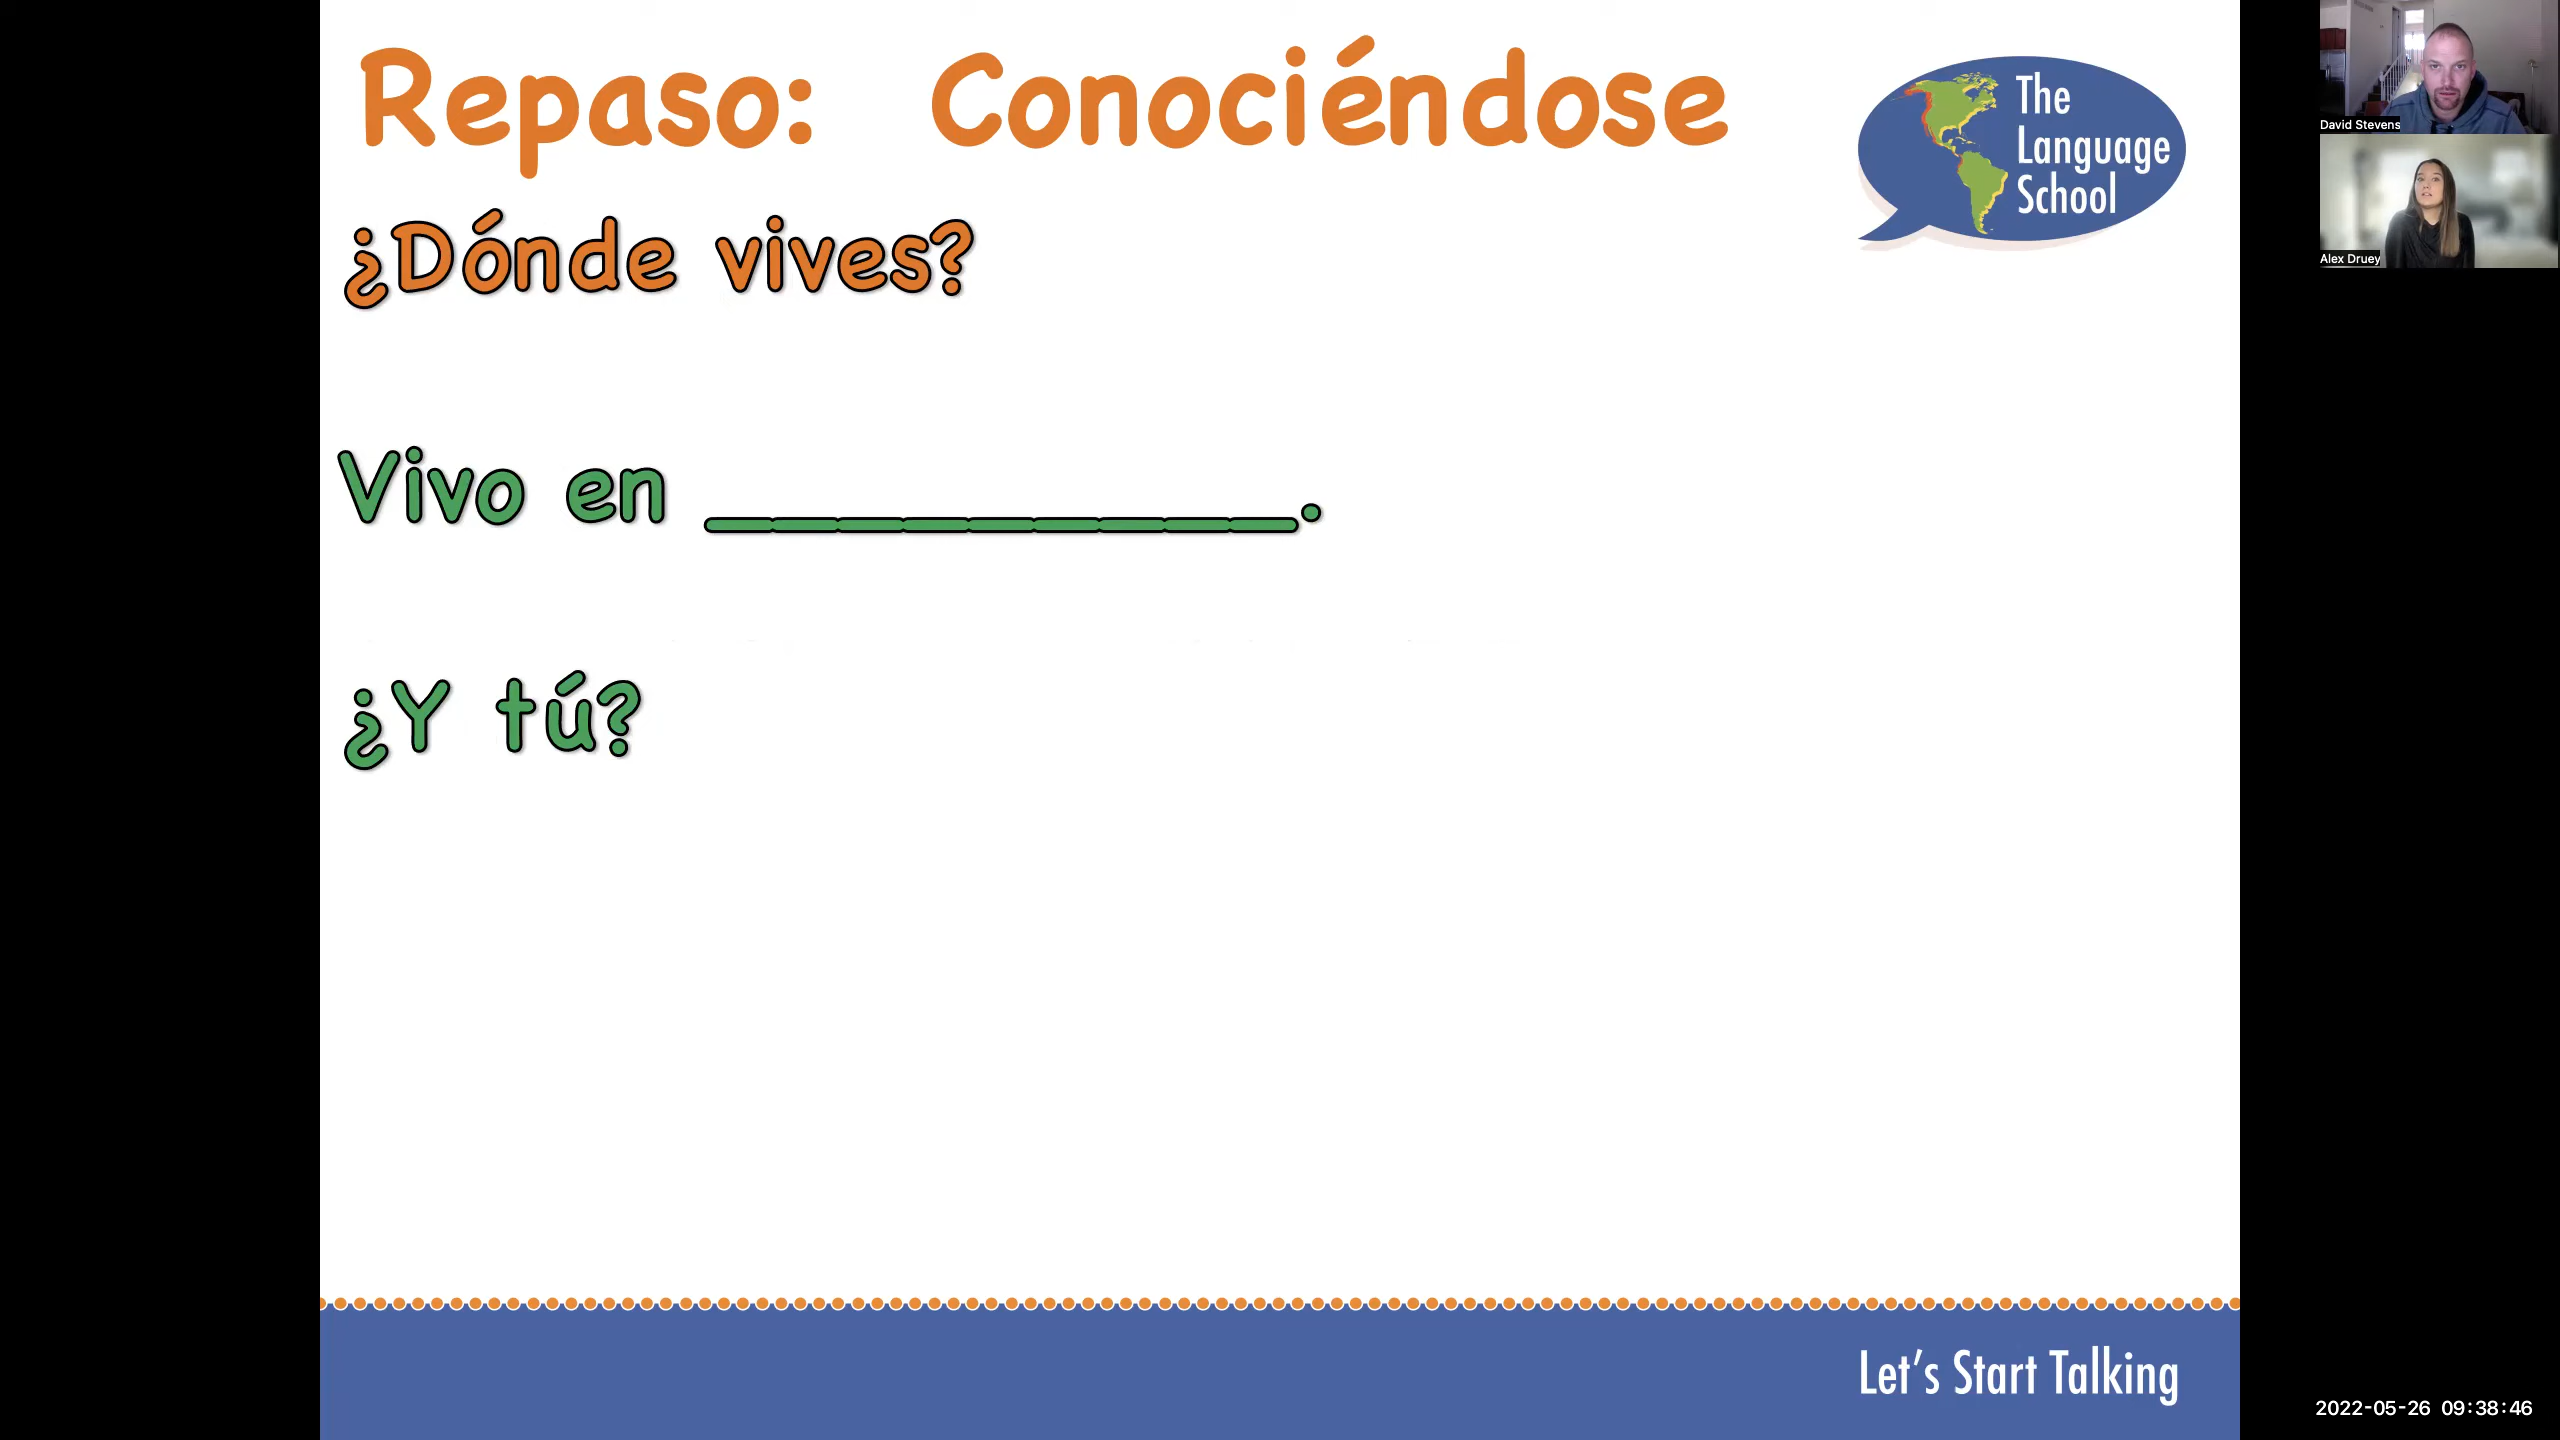 Repaso: Conociéndose
The
Language
School
David Stevens
Alex Druey
¿Dónde vives?
Vivo en _________.
¿Y tú?
Let's Start Talking
2022-05-26 09:38:46